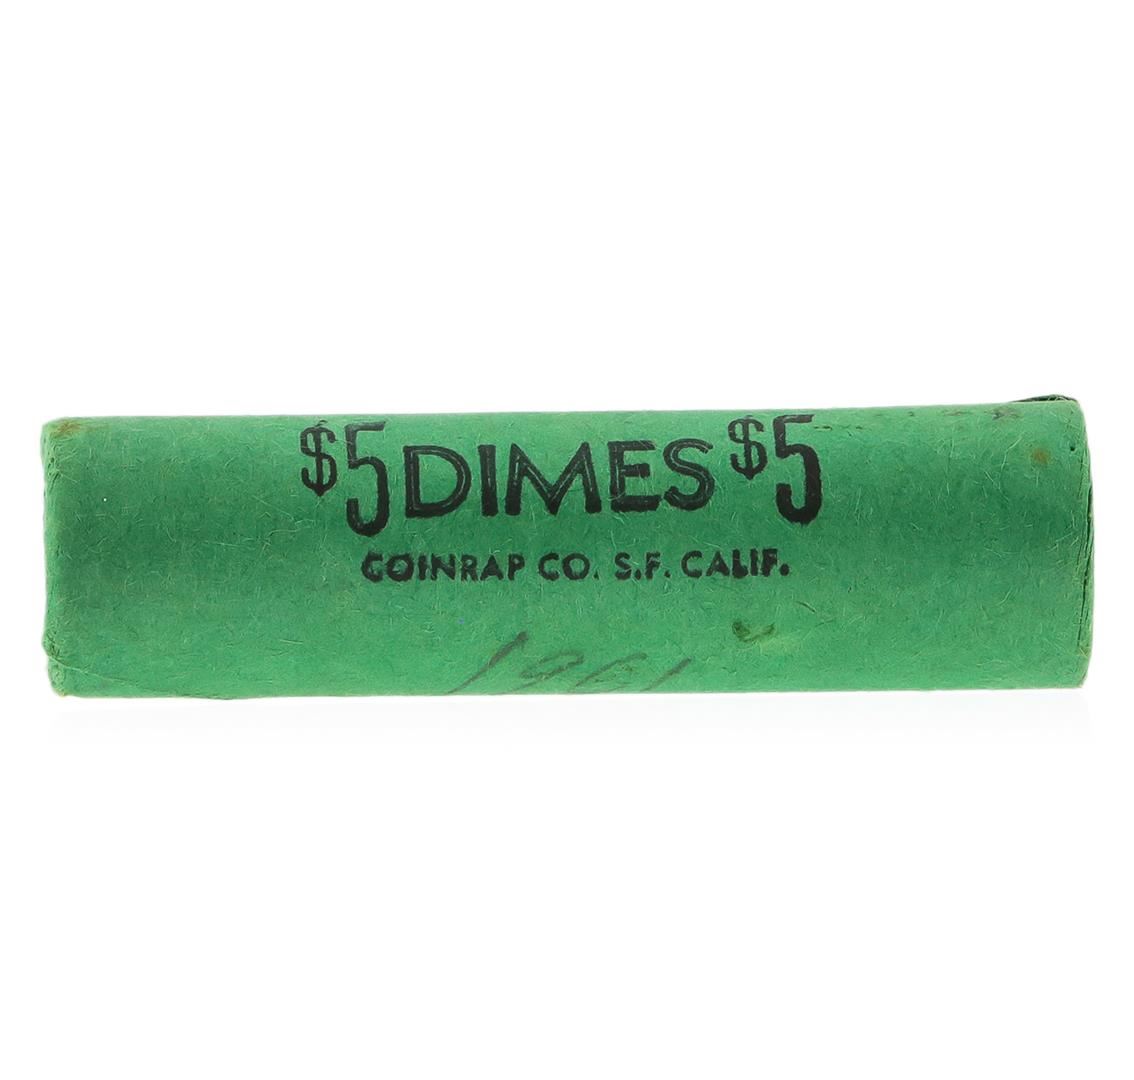 $5 DIMES $5
COINRAP CO. S.F. CALIF.
1961